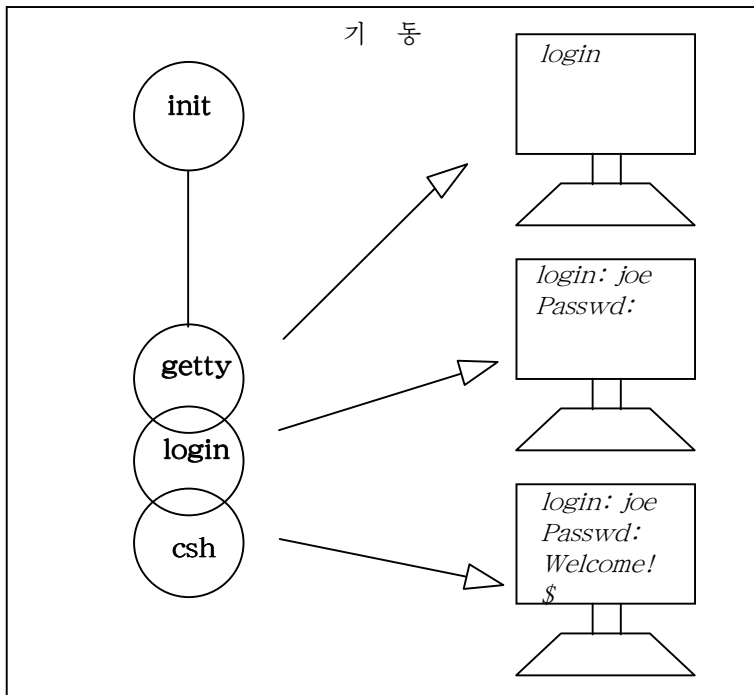 기 동
init
getty
login
csh
login
login: joe
Passwd:
login: joe
Passwd:
Welcome!
$